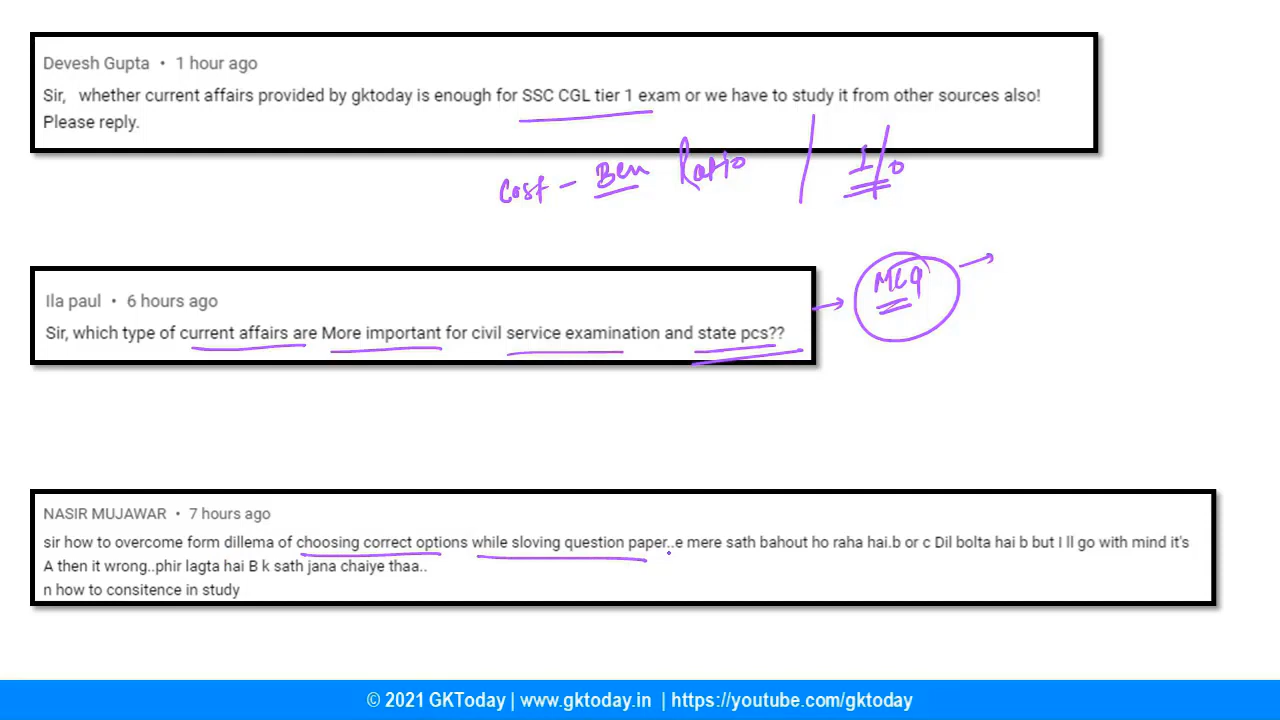 Devesh Gupta • 1 hour ago
Sir, whether current affairs provided by gktoday is enough for SSC CGL tier 1 exam or we have to study it from other sources also!
Please reply.
Cost - Ben Ratio | I/O
MCQ
Ila paul • 6 hours ago
Sir, which type of current affairs are More important for civil service examination and state pcs??
NASIR MUJAWAR • 7 hours ago
sir how to overcome form dillema of choosing correct options while sloving question paper..e mere sath bahout ho raha hai.b or c Dil bolta hai b but I ll go with mind it's
A then it wrong..phir lagta hai B k sath jana chaiye thaa..
n how to consitence in study
© 2021 GKToday | www.gktoday.in | https://youtube.com/gktoday